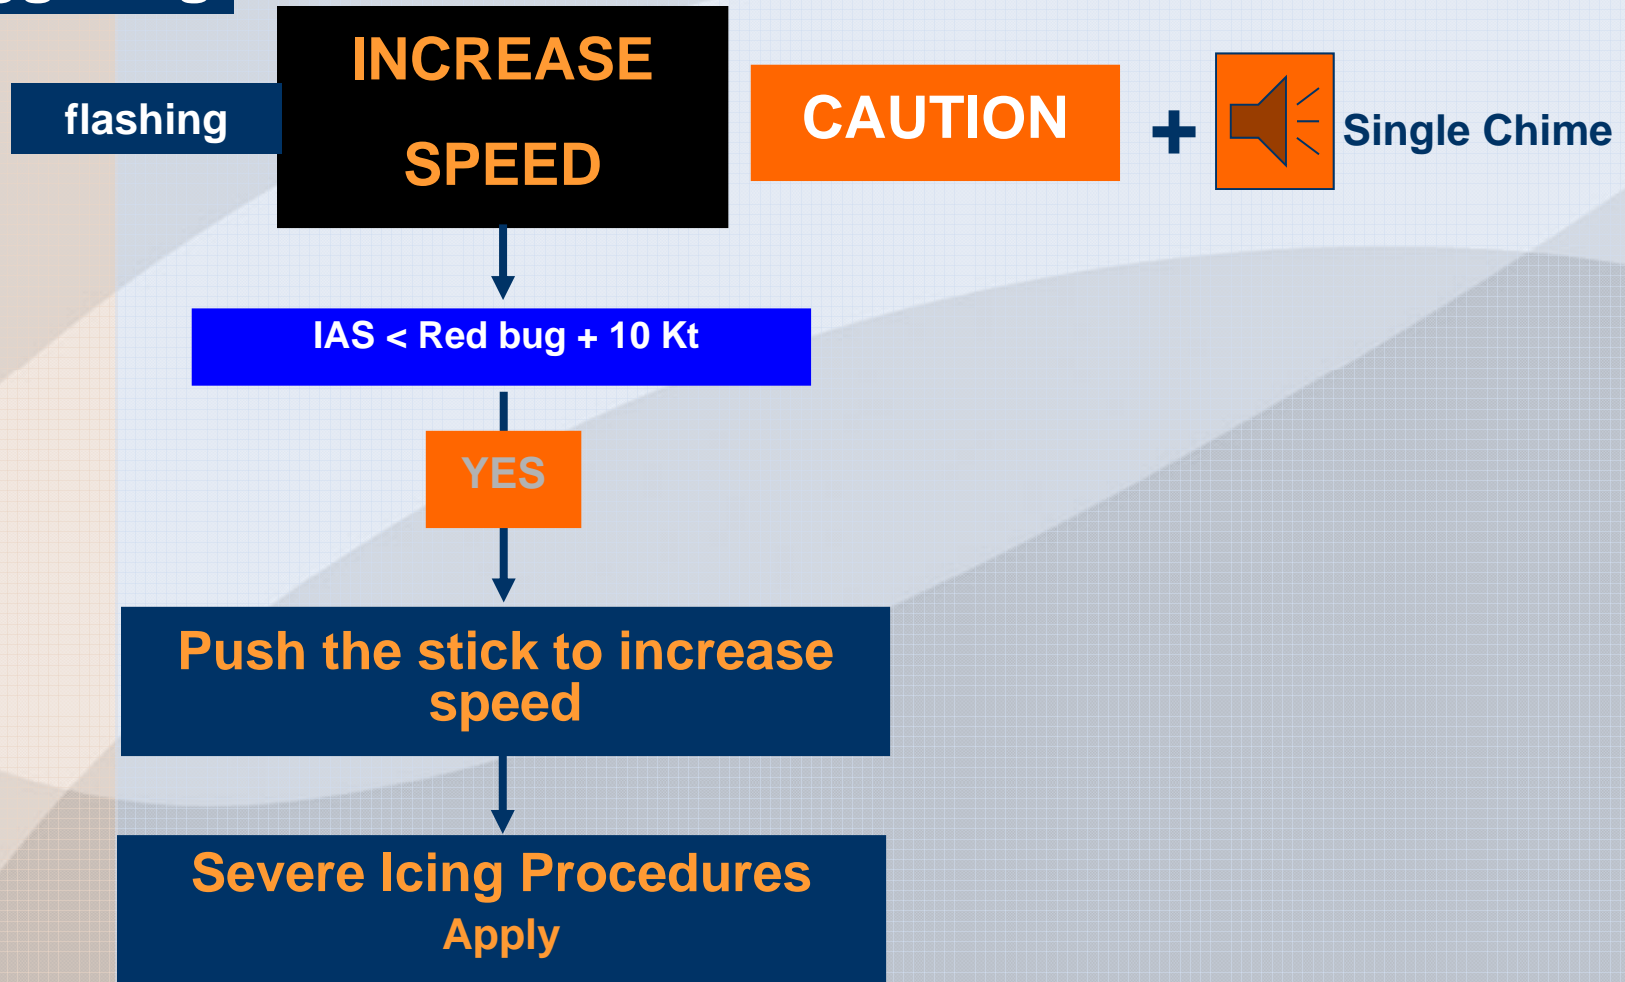 INCREASE
SPEED
flashing
CAUTION
+
Single Chime
IAS < Red bug + 10 Kt
YES
Push the stick to increase
speed
Severe Icing Procedures
Apply